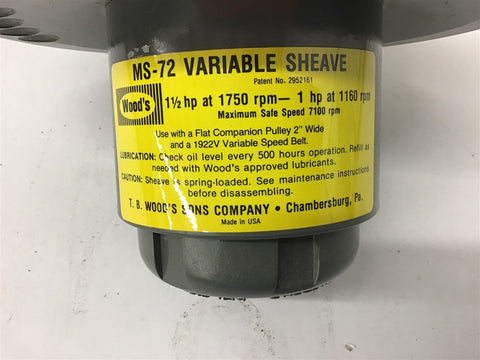 MS-72 VARIABLE SHEAVE
Patent No. 2952161
Wood's
1½ hp at 1750 rpm — 1 hp at 1160 rpm
Maximum Safe Speed 7100 rpm
Use with a Flat Companion Pulley 2" Wide
and a 1922V Variable Speed Belt.
LUBRICATION: Check oil level every 500 hours operation. Refill as
needed with Wood's approved lubricants.
CAUTION: Sheave is spring-loaded. See maintenance instructions
before disassembling.
T. B. WOOD'S SONS COMPANY • Chambersburg, Pa.
Made in USA